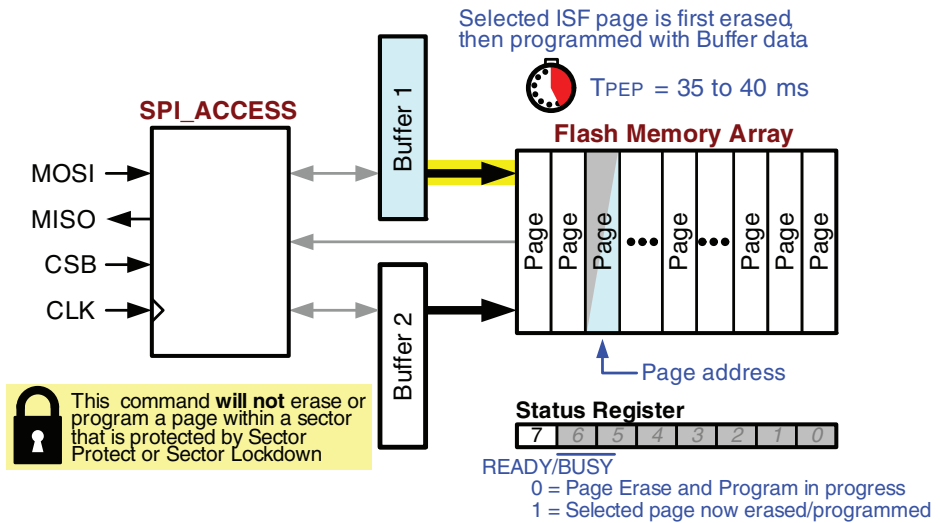 Selected ISF page is first erased,
then programmed with Buffer data
TPEP = 35 to 40 ms
SPI_ACCESS
Flash Memory Array
Buffer 1
MOSI
MISO
CSB
CLK
Page
Page
Page
•••
Page
•••
Page
Page
Page
Buffer 2
Page address
This command will not erase or
program a page within a sector
that is protected by Sector
Protect or Sector Lockdown
Status Register
7 6 5 4 3 2 1 0
READY/BUSY
0 = Page Erase and Program in progress
1 = Selected page now erased/programmed